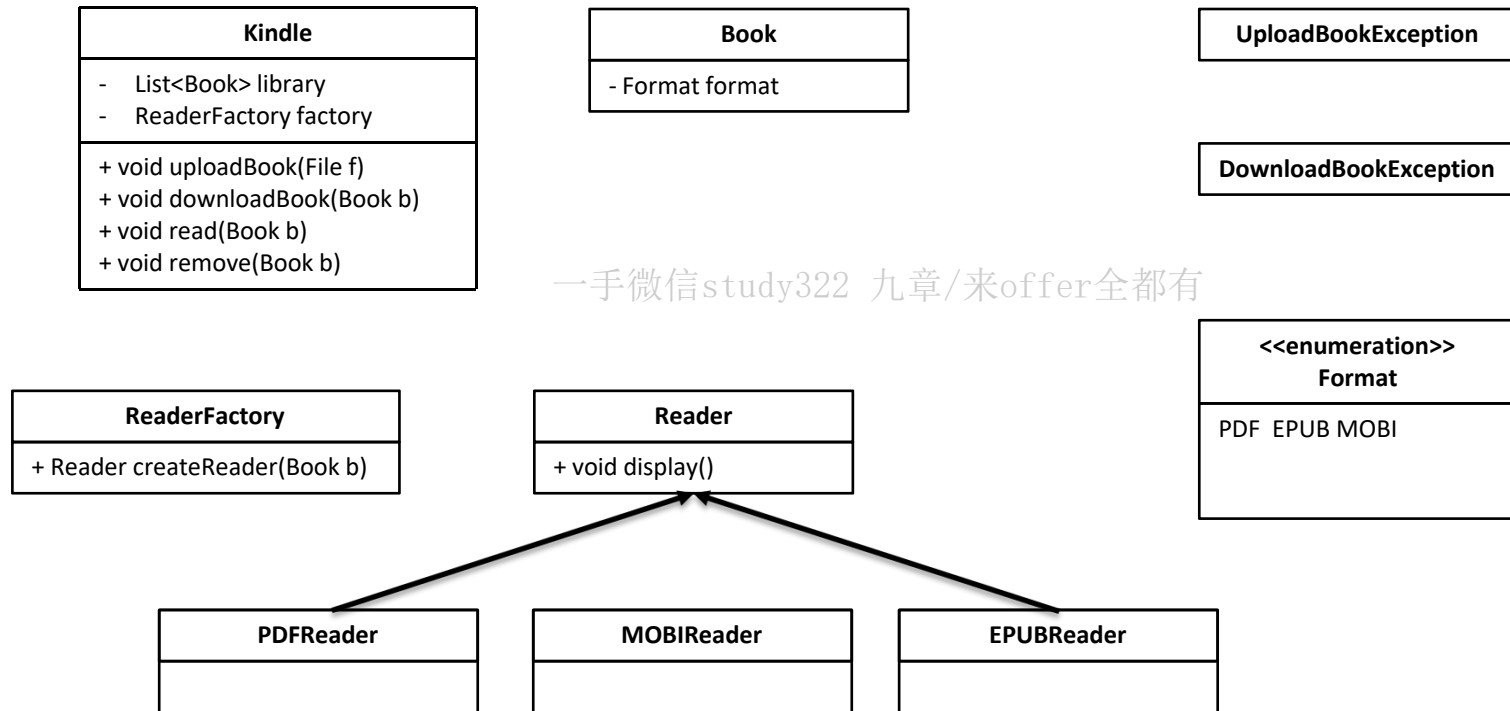 Kindle
- List<Book> library
- ReaderFactory factory
+ void uploadBook(File f)
+ void downloadBook(Book b)
+ void read(Book b)
+ void remove(Book b)
Book
- Format format
UploadBookException
DownloadBookException
一手微信study322 九章/来offer全都有
<<enumeration>>
Format
PDF EPUB MOBI
ReaderFactory
+ Reader createReader(Book b)
Reader
+ void display()
PDFReader
MOBIReader
EPUBReader